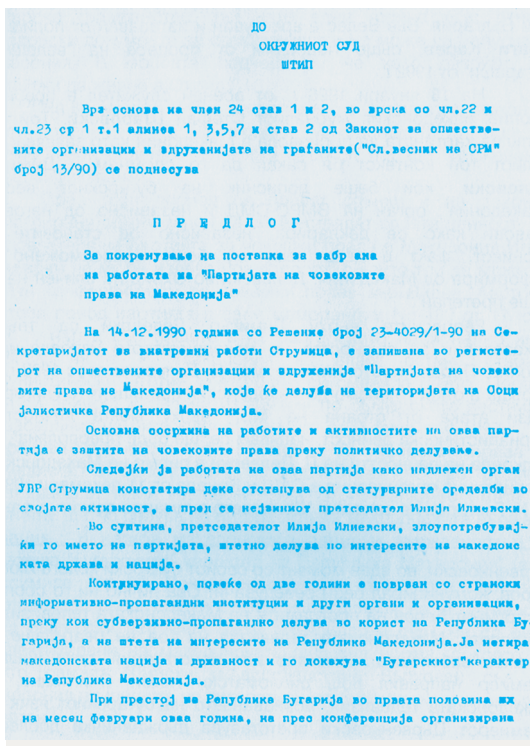 ДО
ОКРУЖНИОТ СУД
ШТИП
Врз основа на член 24 став 1 и 2, во врска со чл.22 и
чл.23 ср 1 т.1 алинеа 1, 3,5,7 и став 2 од Законот за општестве-
ните организации и здруженијата на граѓаните("Сл.весник на СРМ"
број 13/90) се поднесува
П Р Е Д Л О Г
За покренување на постапка за забр ана
на работата на "Партијата на човековите
права на Македонија"
На 14.12.1990 година со Решение број 23-4029/1-90 на Се-
кретаријатот за внатрешни работи Струмица, е запишана во регисте-
рот на општествените организации и здруженија "Партијата на човеко
вите права на Македонија", која ќе делува на територијата на Соци
јалистичка Република Македонија.
Основна сосржина на работите и активностите на оваа пар-
тија е заштита на човековите права преку политичко делување.
Следејќи ја работата на оваа партија како надлежен орган
УВР Струмица констатира дека отстапува од статурарните оределби во
својата активност, а пред се нејзиниот претседател Илија Илиевски.
Во суштина, претседателот Илија Илиевски, злоупотребувај-
ќи го името на партијата, штетно делува по интересите на македонс
ката држава и нација.
Континуирано, повеќе од две години е поврзан со странски
информативно-пропагандни институции и други органи и организации,
преку кои субверзивно-пропагандно делува во корист на Република Бу-
гарија, а на штета на интересите на Република Македонија.Ја негира
македонската нација и државност и го докажува "Бугарскиот"карактер
на Република Македонија.
При престој на Република Бугарија во првата половина
на месец февруари оваа година, на прес конференција организирана